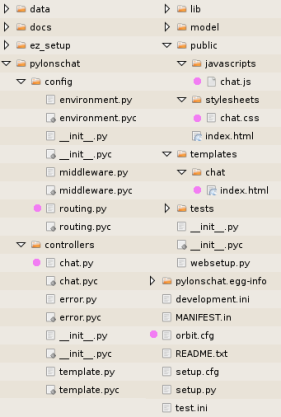 data
docs
ez_setup
pylonschat
config
environment.py
environment.pyc
__init__.py
__init__.pyc
middleware.py
middleware.pyc
routing.py
routing.pyc
controllers
chat.py
chat.pyc
error.py
error.pyc
__init__.py
__init__.pyc
template.py
template.pyc
lib
model
public
javascripts
chat.js
stylesheets
chat.css
index.html
templates
chat
index.html
tests
__init__.py
__init__.pyc
websetup.py
pylonschat.egg-info
development.ini
MANIFEST.in
orbit.cfg
README.txt
setup.cfg
setup.py
test.ini